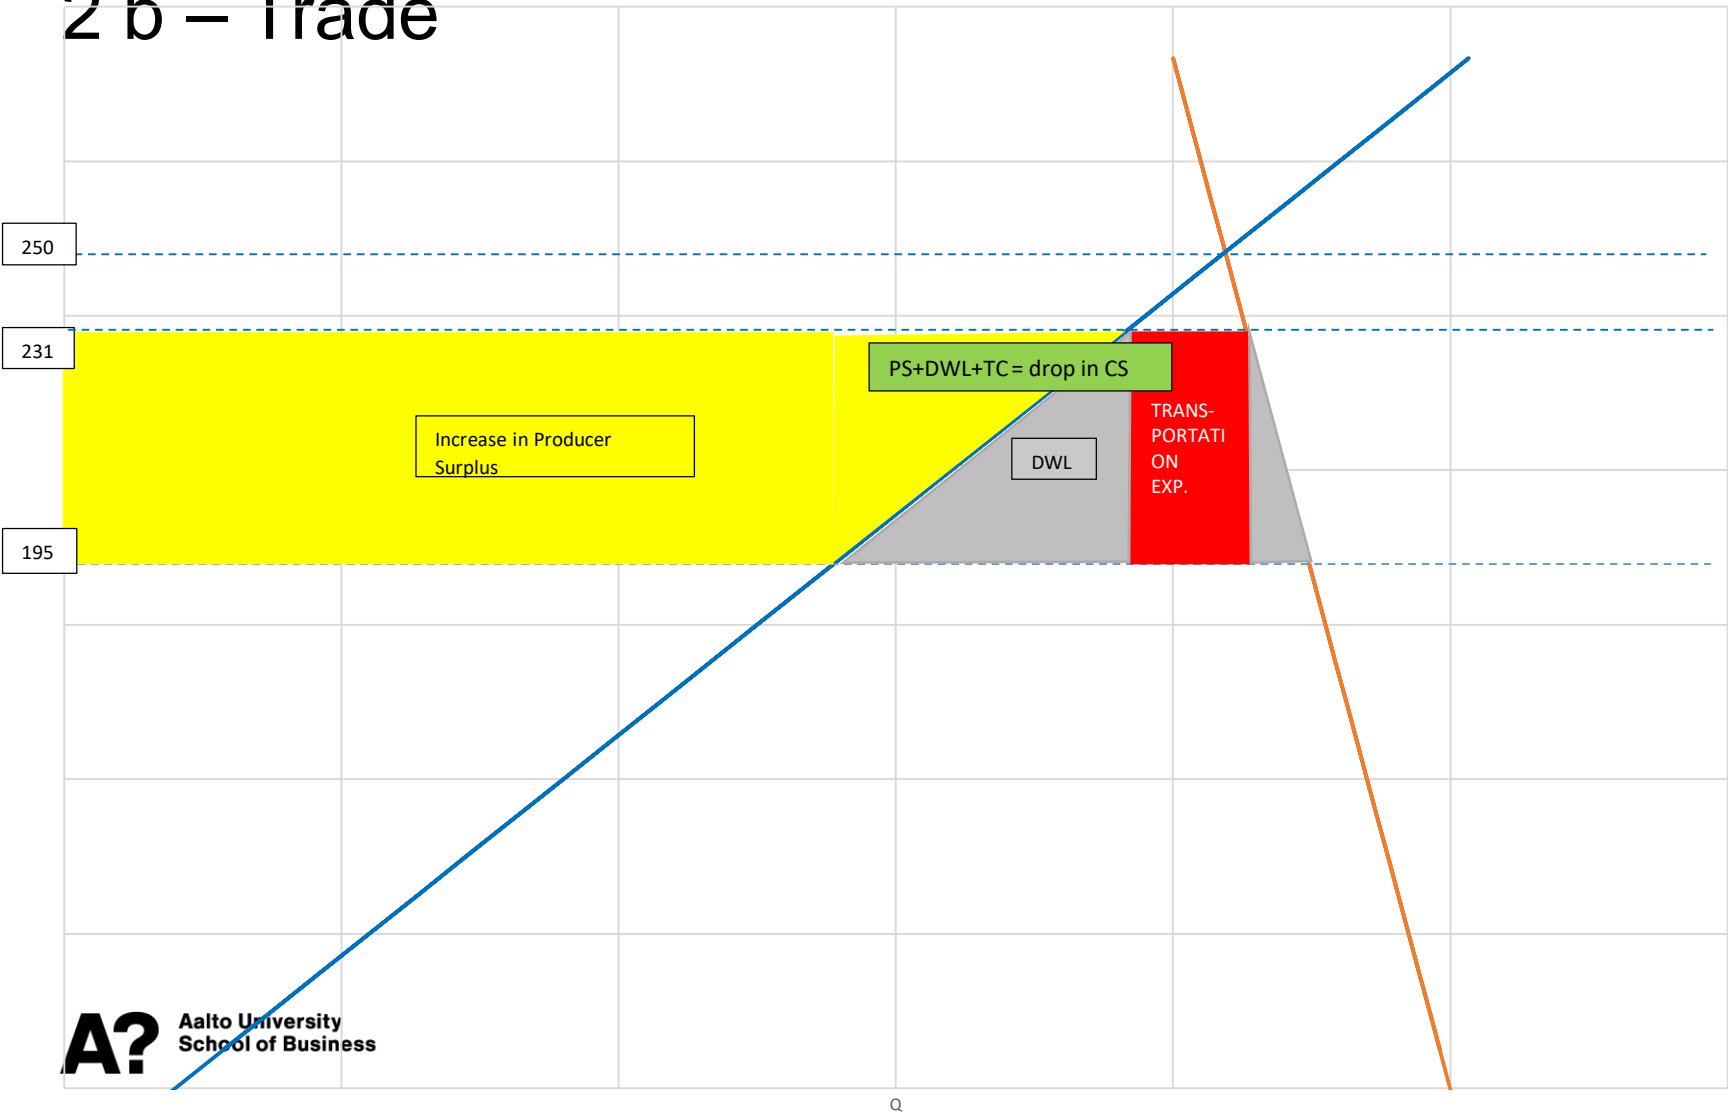 2 b – Trade
250
231
PS+DWL+TC = drop in CS
TRANS-
PORTATI
ON
EXP.
Increase in Producer
Surplus
DWL
195
A?
Aalto University
School of Business
Q